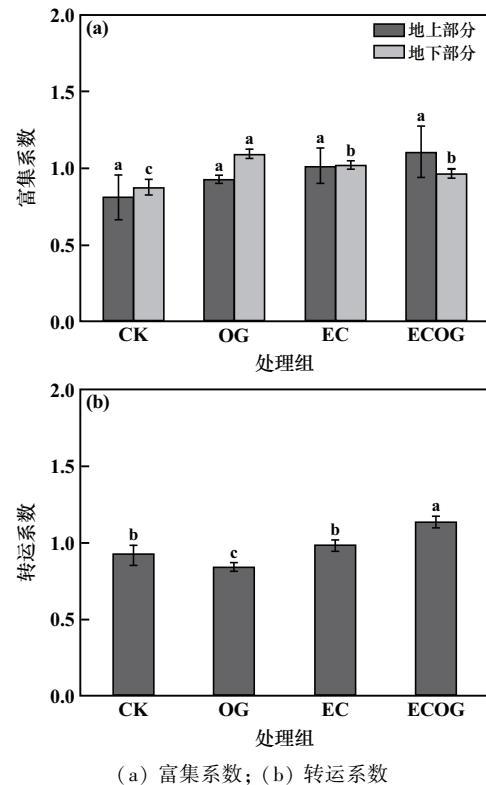 2.0
(a)
地上部分
地下部分
1.5
a
a
a
a
a
b
b
c
1.0
富集系数
0.5
0.0
CK
OG
EC
ECOG
处理组
2.0
(b)
1.5
a
b
b
c
1.0
转运系数
0.5
0.0
CK
OG
EC
ECOG
处理组
(a) 富集系数; (b) 转运系数